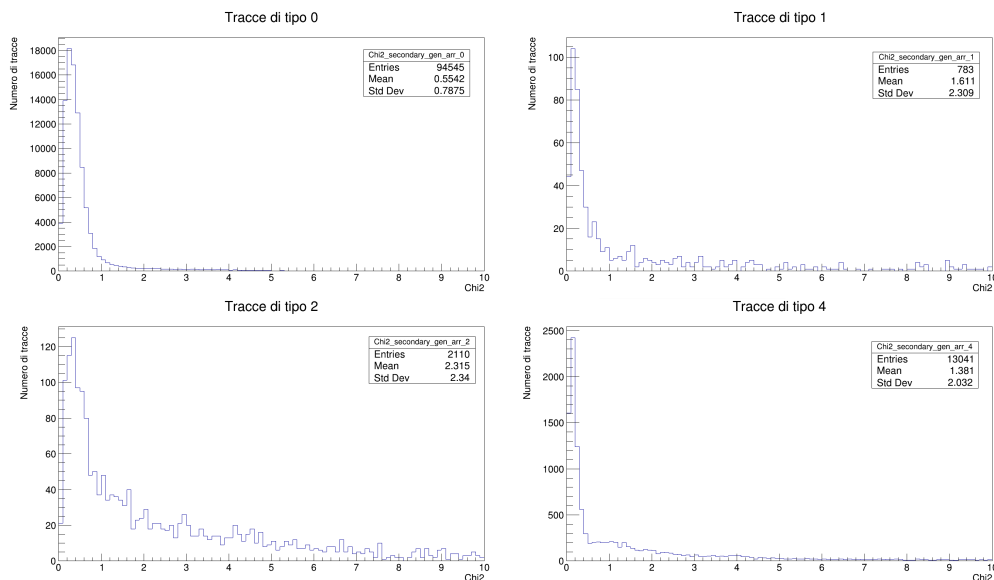 Tracce di tipo 0
Numero di tracce
Chi2_secondary_gen_arr_0
Entries 94545
Mean 0.5542
Std Dev 0.7875
18000
16000
14000
12000
10000
8000
6000
4000
2000
0
0 1 2 3 4 5 6 7 8 9 10
Chi2
Tracce di tipo 1
Numero di tracce
Chi2_secondary_gen_arr_1
Entries 783
Mean 1.611
Std Dev 2.309
100
80
60
40
20
0
0 1 2 3 4 5 6 7 8 9 10
Chi2
Tracce di tipo 2
Numero di tracce
Chi2_secondary_gen_arr_2
Entries 2110
Mean 2.315
Std Dev 2.34
120
100
80
60
40
20
0
0 1 2 3 4 5 6 7 8 9 10
Chi2
Tracce di tipo 4
Numero di tracce
Chi2_secondary_gen_arr_4
Entries 13041
Mean 1.381
Std Dev 2.032
2500
2000
1500
1000
500
0
0 1 2 3 4 5 6 7 8 9 10
Chi2